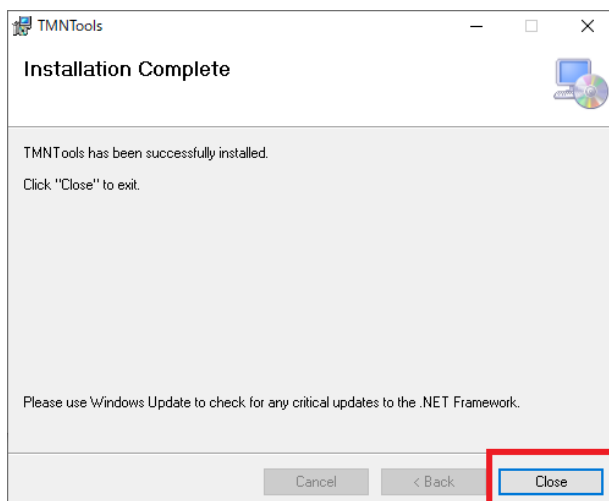 TMNTools
Installation Complete
TMNTools has been successfully installed.
Click "Close" to exit.
Please use Windows Update to check for any critical updates to the .NET Framework.
Cancel
< Back
Close